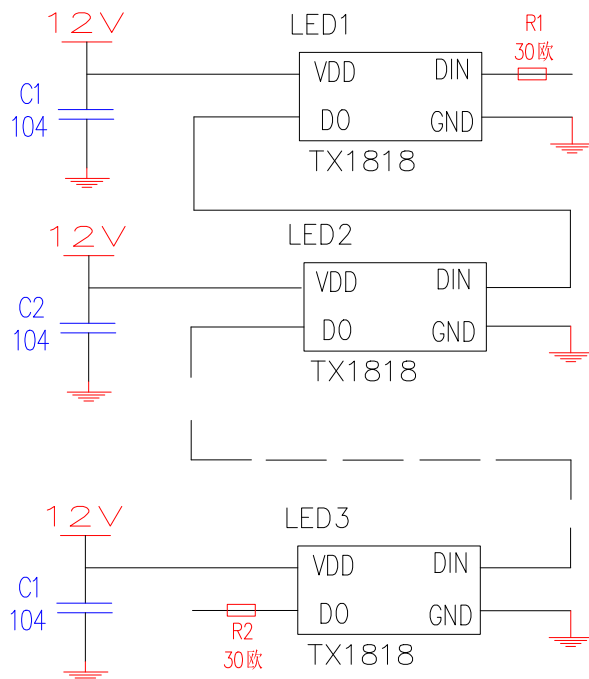 12V
LED1
R1
30欧
VDD
DIN
C1
104
DO
GND
TX1818
12V
LED2
VDD
DIN
C2
104
DO
GND
TX1818
12V
LED3
VDD
DIN
C1
104
DO
GND
R2
30欧
TX1818